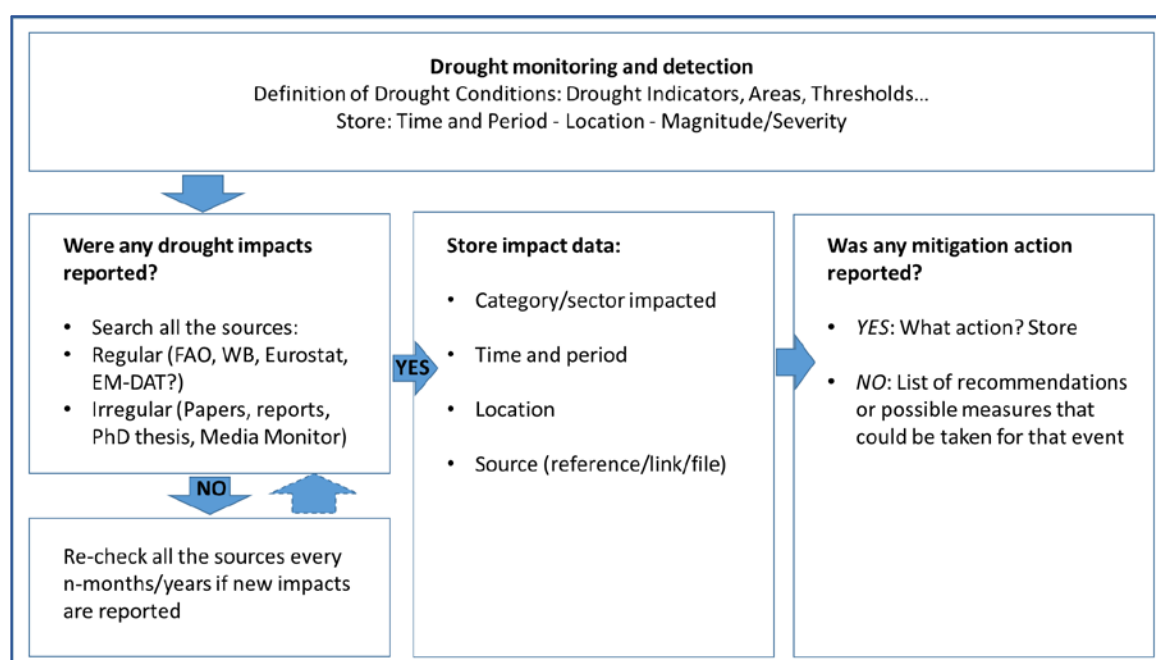 Drought monitoring and detection
Definition of Drought Conditions: Drought Indicators, Areas, Thresholds...
Store: Time and Period - Location - Magnitude/Severity
Were any drought impacts
reported?
• Search all the sources:
• Regular (FAO, WB, Eurostat,
EM-DAT?)
• Irregular (Papers, reports,
PhD thesis, Media Monitor)
NO
Re-check all the sources every
n-months/years if new impacts
are reported
YES
Store impact data:
• Category/sector impacted
• Time and period
• Location
• Source (reference/link/file)
Was any mitigation action
reported?
• YES: What action? Store
• NO: List of recommendations
or possible measures that
could be taken for that event